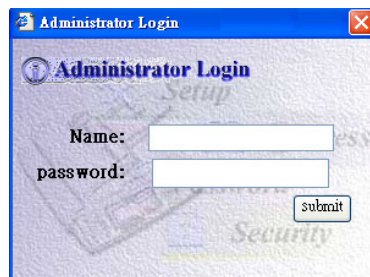 Administrator Login
Administrator Login
Setup
Name:
password:
submit
Security